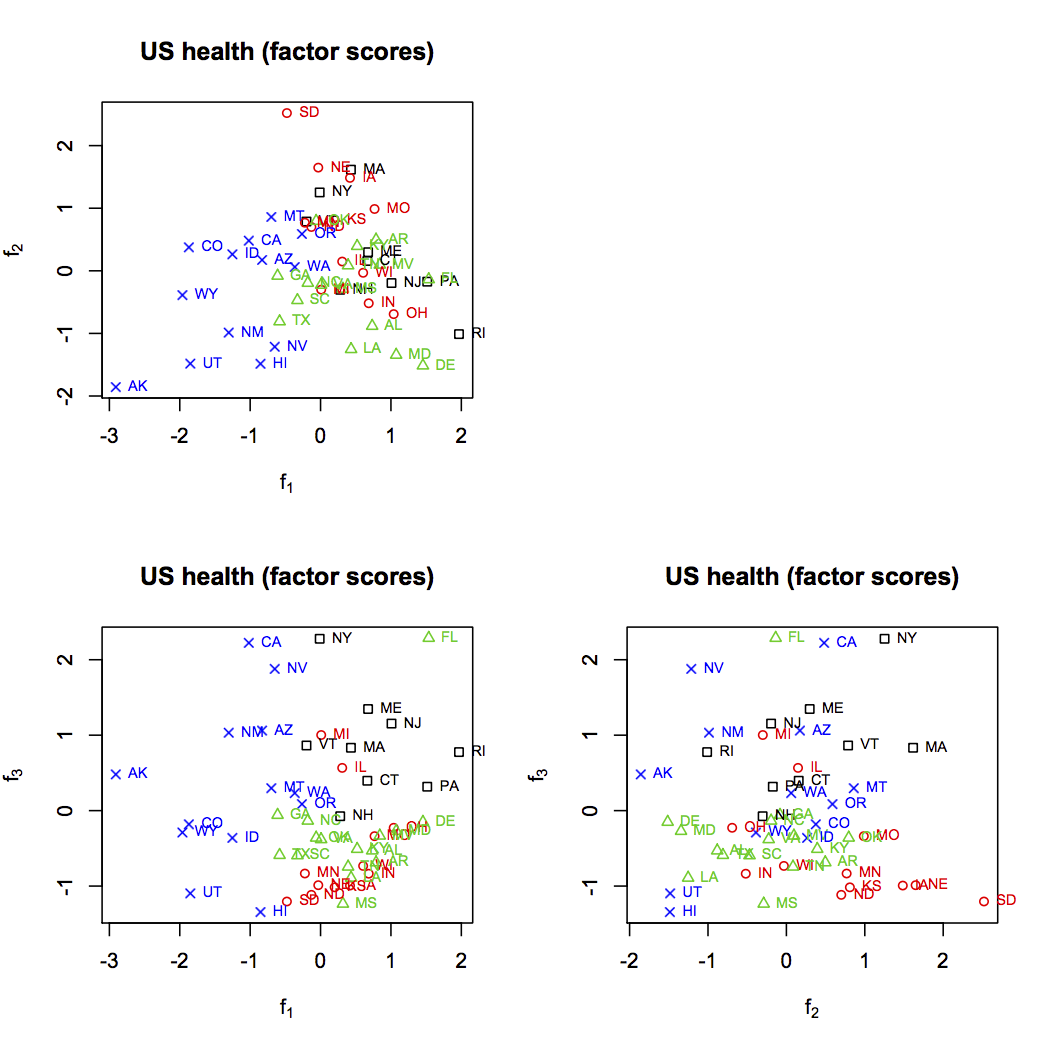 US health (factor scores)
SD
NE
MA
IA
NY
MO
MT
KS
OR
CA
AR
CO
ID
AZ
ME
WA
IL
MV
WI
GA
FL
NC
NJ
PA
MS
NH
WY
SC
IN
OH
TX
AL
NM
RI
NV
LA
MD
UT
HI
DE
AK
f2
2
1
0
-1
-2
-3 -2 -1 0 1 2
f1
US health (factor scores)
CA
NY
FL
NV
ME
NJ
NM
AZ
MI
VT
MA
RI
IL
AK
CT
PA
MT
WA
OR
NH
GA
CO
NC
DE
WY
ID
KY
AL
TX
SC
AR
MN
IN
UT
ND
SD
MS
HI
f3
2
1
0
-1
-3 -2 -1 0 1 2
f1
US health (factor scores)
FL
CA
NY
NV
ME
NJ
NM
AZ
MI
RI
VT
MA
IL
AK
CT
PA
WA
MT
OR
NH
GA
DE
NC
CO
MD
OH
WY
VA
ID
OK
MO
AL
KY
TX
SC
AR
WI
IN
MN
LA
KS
IA
NE
UT
ND
MS
SD
HI
f3
2
1
0
-1
-2 -1 0 1 2
f2